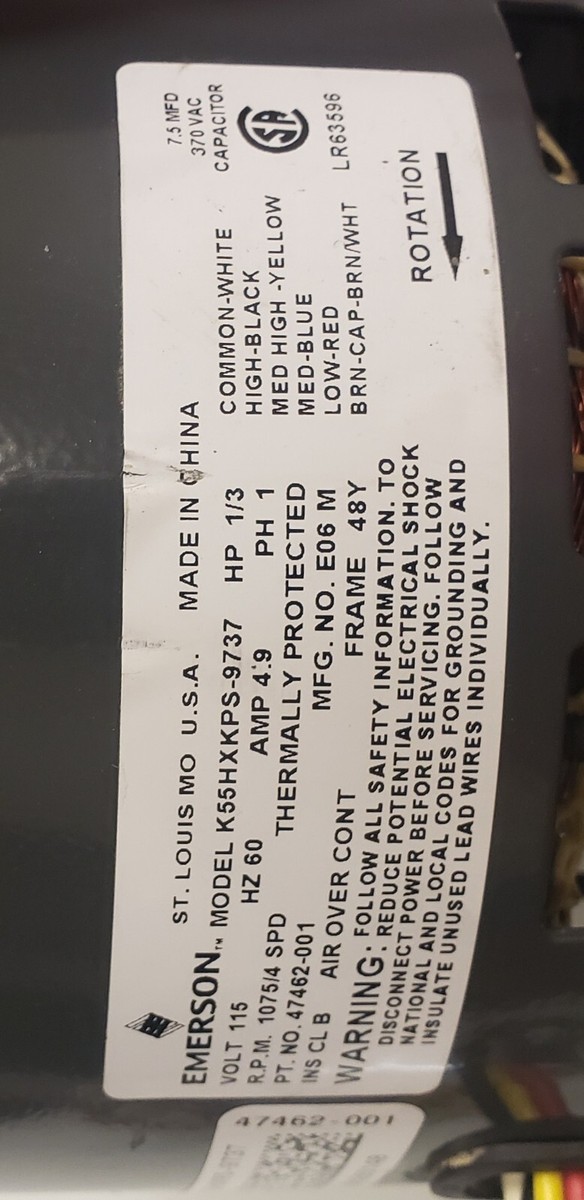 ST. LOUIS MO U.S.A. MADE IN CHINA
EMERSON™ MODEL K55HXKPS-9737 HP 1/3
VOLT 115 HZ 60 AMP 4.9 PH 1
R.P.M. 1075/4 SPD THERMALLY PROTECTED
PT. NO. 47462-001 MFG. NO. E06 M
INS CL B AIR OVER CONT FRAME 48Y
WARNING: FOLLOW ALL SAFETY INFORMATION. TO
REDUCE POTENTIAL ELECTRICAL SHOCK
DISCONNECT POWER BEFORE SERVICING. FOLLOW
NATIONAL AND LOCAL CODES FOR GROUNDING AND
INSULATE UNUSED LEAD WIRES INDIVIDUALLY.
7.5 MFD
370 VAC
CAPACITOR
COMMON-WHITE
HIGH-BLACK
MED HIGH-YELLOW
MED-BLUE
LOW-RED
BRN-CAP-BRN/WHT
SA
LR63596
ROTATION
47462-001